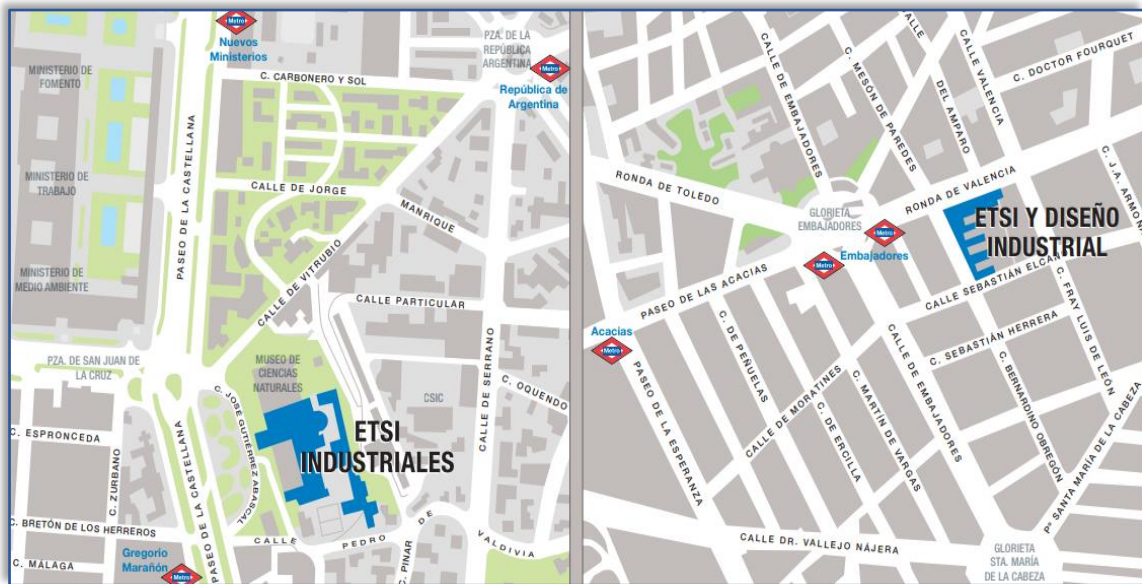 Metro
Nuevos
Ministerios
MINISTERIO DE
FOMENTO
C. CARBONERO Y SOL
PZA. DE LA
REPÚBLICA
ARGENTINA
Metro
República de
Argentina
PASEO DE LA CASTELLANA
MINISTERIO DE
TRABAJO
CALLE DE JORGE
MANRIQUE
MINISTERIO DE
MEDIO AMBIENTE
CALLE DE VITRUBIO
CALLE PARTICULAR
PZA. DE SAN JUAN DE
LA CRUZ
MUSEO DE
CIENCIAS
NATURALES
CALLE DE SERRANO
C. OQUENDO
CSIC
C. JOSÉ GUTIÉRREZ ABASCAL
ETSI
INDUSTRIALES
C. ESPRONCEDA
C. ZURBANO
PASEO DE LA CASTELLANA
C. BRETÓN DE LOS HERREROS
CALLE PEDRO DE VALDIVIA
C. PINAR
Gregorio
Marañón
Metro
C. MÁLAGA
CALLE DE EMBAJADORES
C. MESÓN DE PAREDES
CALLE DEL AMPARO
CALLE VALENCIA
C. DOCTOR FOURQUET
RONDA DE TOLEDO
GLORIETA
EMBAJADORES
RONDA DE VALENCIA
C. J.A. ARMONA
Metro
Embajadores
Metro
ETSI Y DISEÑO
INDUSTRIAL
PASEO DE LAS ACACIAS
CALLE SEBASTIÁN ELCANO
Acacias
Metro
C. DE PEÑUELAS
C. SEBASTIÁN HERRERA
C. FRAY LUIS DE LEÓN
PASEO DE LA ESPERANZA
CALLE DE MORATINES
C. DE ERCILLA
C. MARTÍN DE VARGAS
CALLE DE EMBAJADORES
C. BERNARDINO OBREGÓN
Pº SANTA MARÍA DE LA CABEZA
CALLE DR. VALLEJO NÁJERA
GLORIETA
STA. MARÍA
DE LA CABEZA